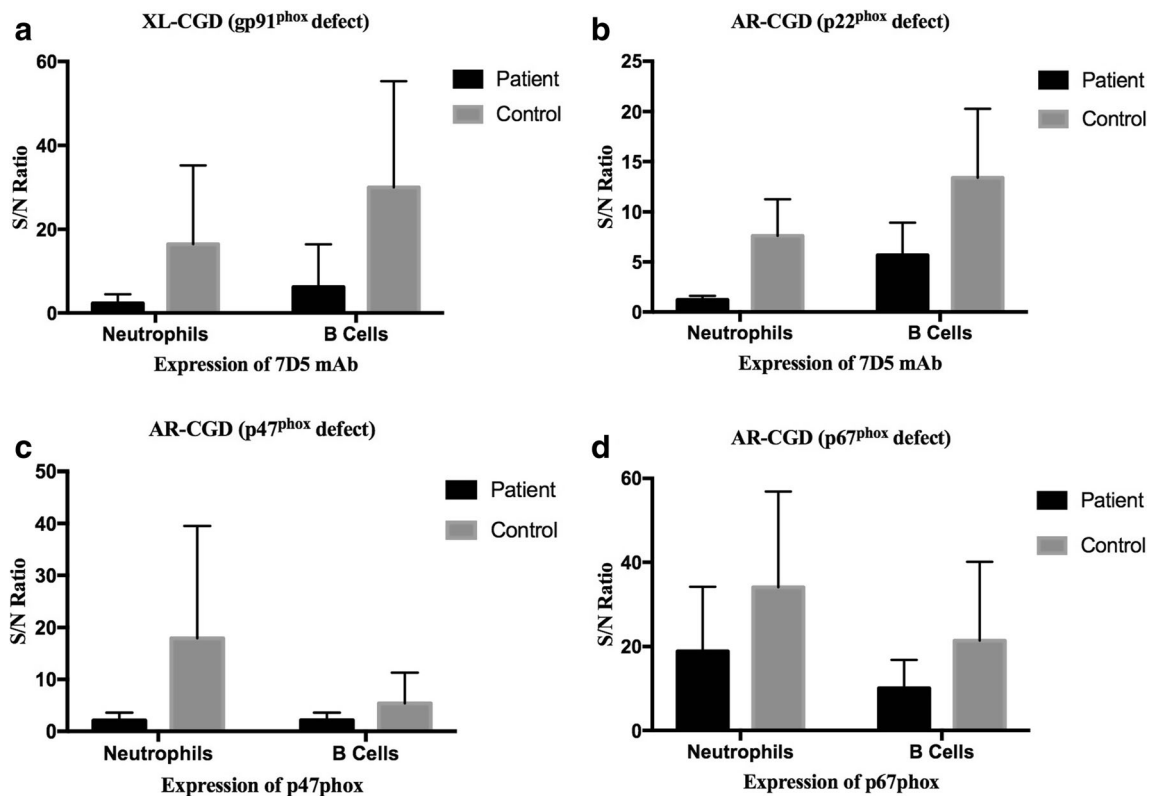 a
XL-CGD (gp91phox defect)
60
40
20
0
S/N Ratio
Patient
Control
Neutrophils
B Cells
Expression of 7D5 mAb
b
AR-CGD (p22phox defect)
25
20
15
10
5
0
S/N Ratio
Patient
Control
Neutrophils
B Cells
Expression of 7D5 mAb
c
AR-CGD (p47phox defect)
50
40
30
20
10
0
S/N Ratio
Patient
Control
Neutrophils
B Cells
Expression of p47phox
d
AR-CGD (p67phox defect)
60
40
20
0
S/N Ratio
Patient
Control
Neutrophils
B Cells
Expression of p67phox